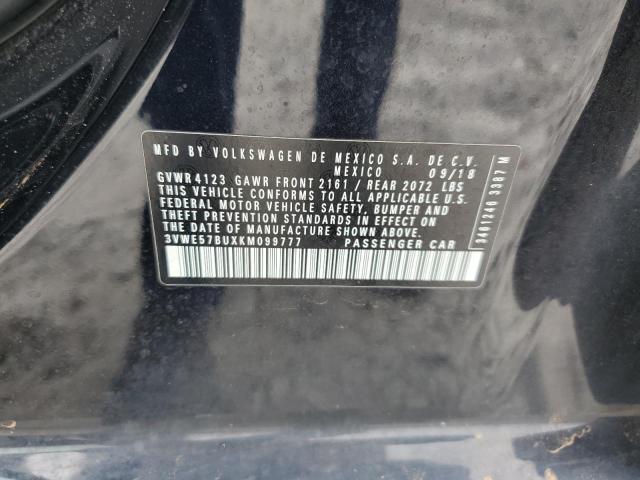 MFD BY VOLKSWAGEN DE MEXICO S.A. DE C.V.
MEXICO 09/18
GVWR 4123 GAWR FRONT 2161 / REAR 2072 LBS
THIS VEHICLE CONFORMS TO ALL APPLICABLE U.S.
FEDERAL MOTOR VEHICLE SAFETY, BUMPER AND
THEFT PREVENTION STANDARDS IN EFFECT ON
THE DATE OF MANUFACTURE SHOWN ABOVE.
3VWE57BUXKM099777 PASSENGER CAR
3401246 3387 M